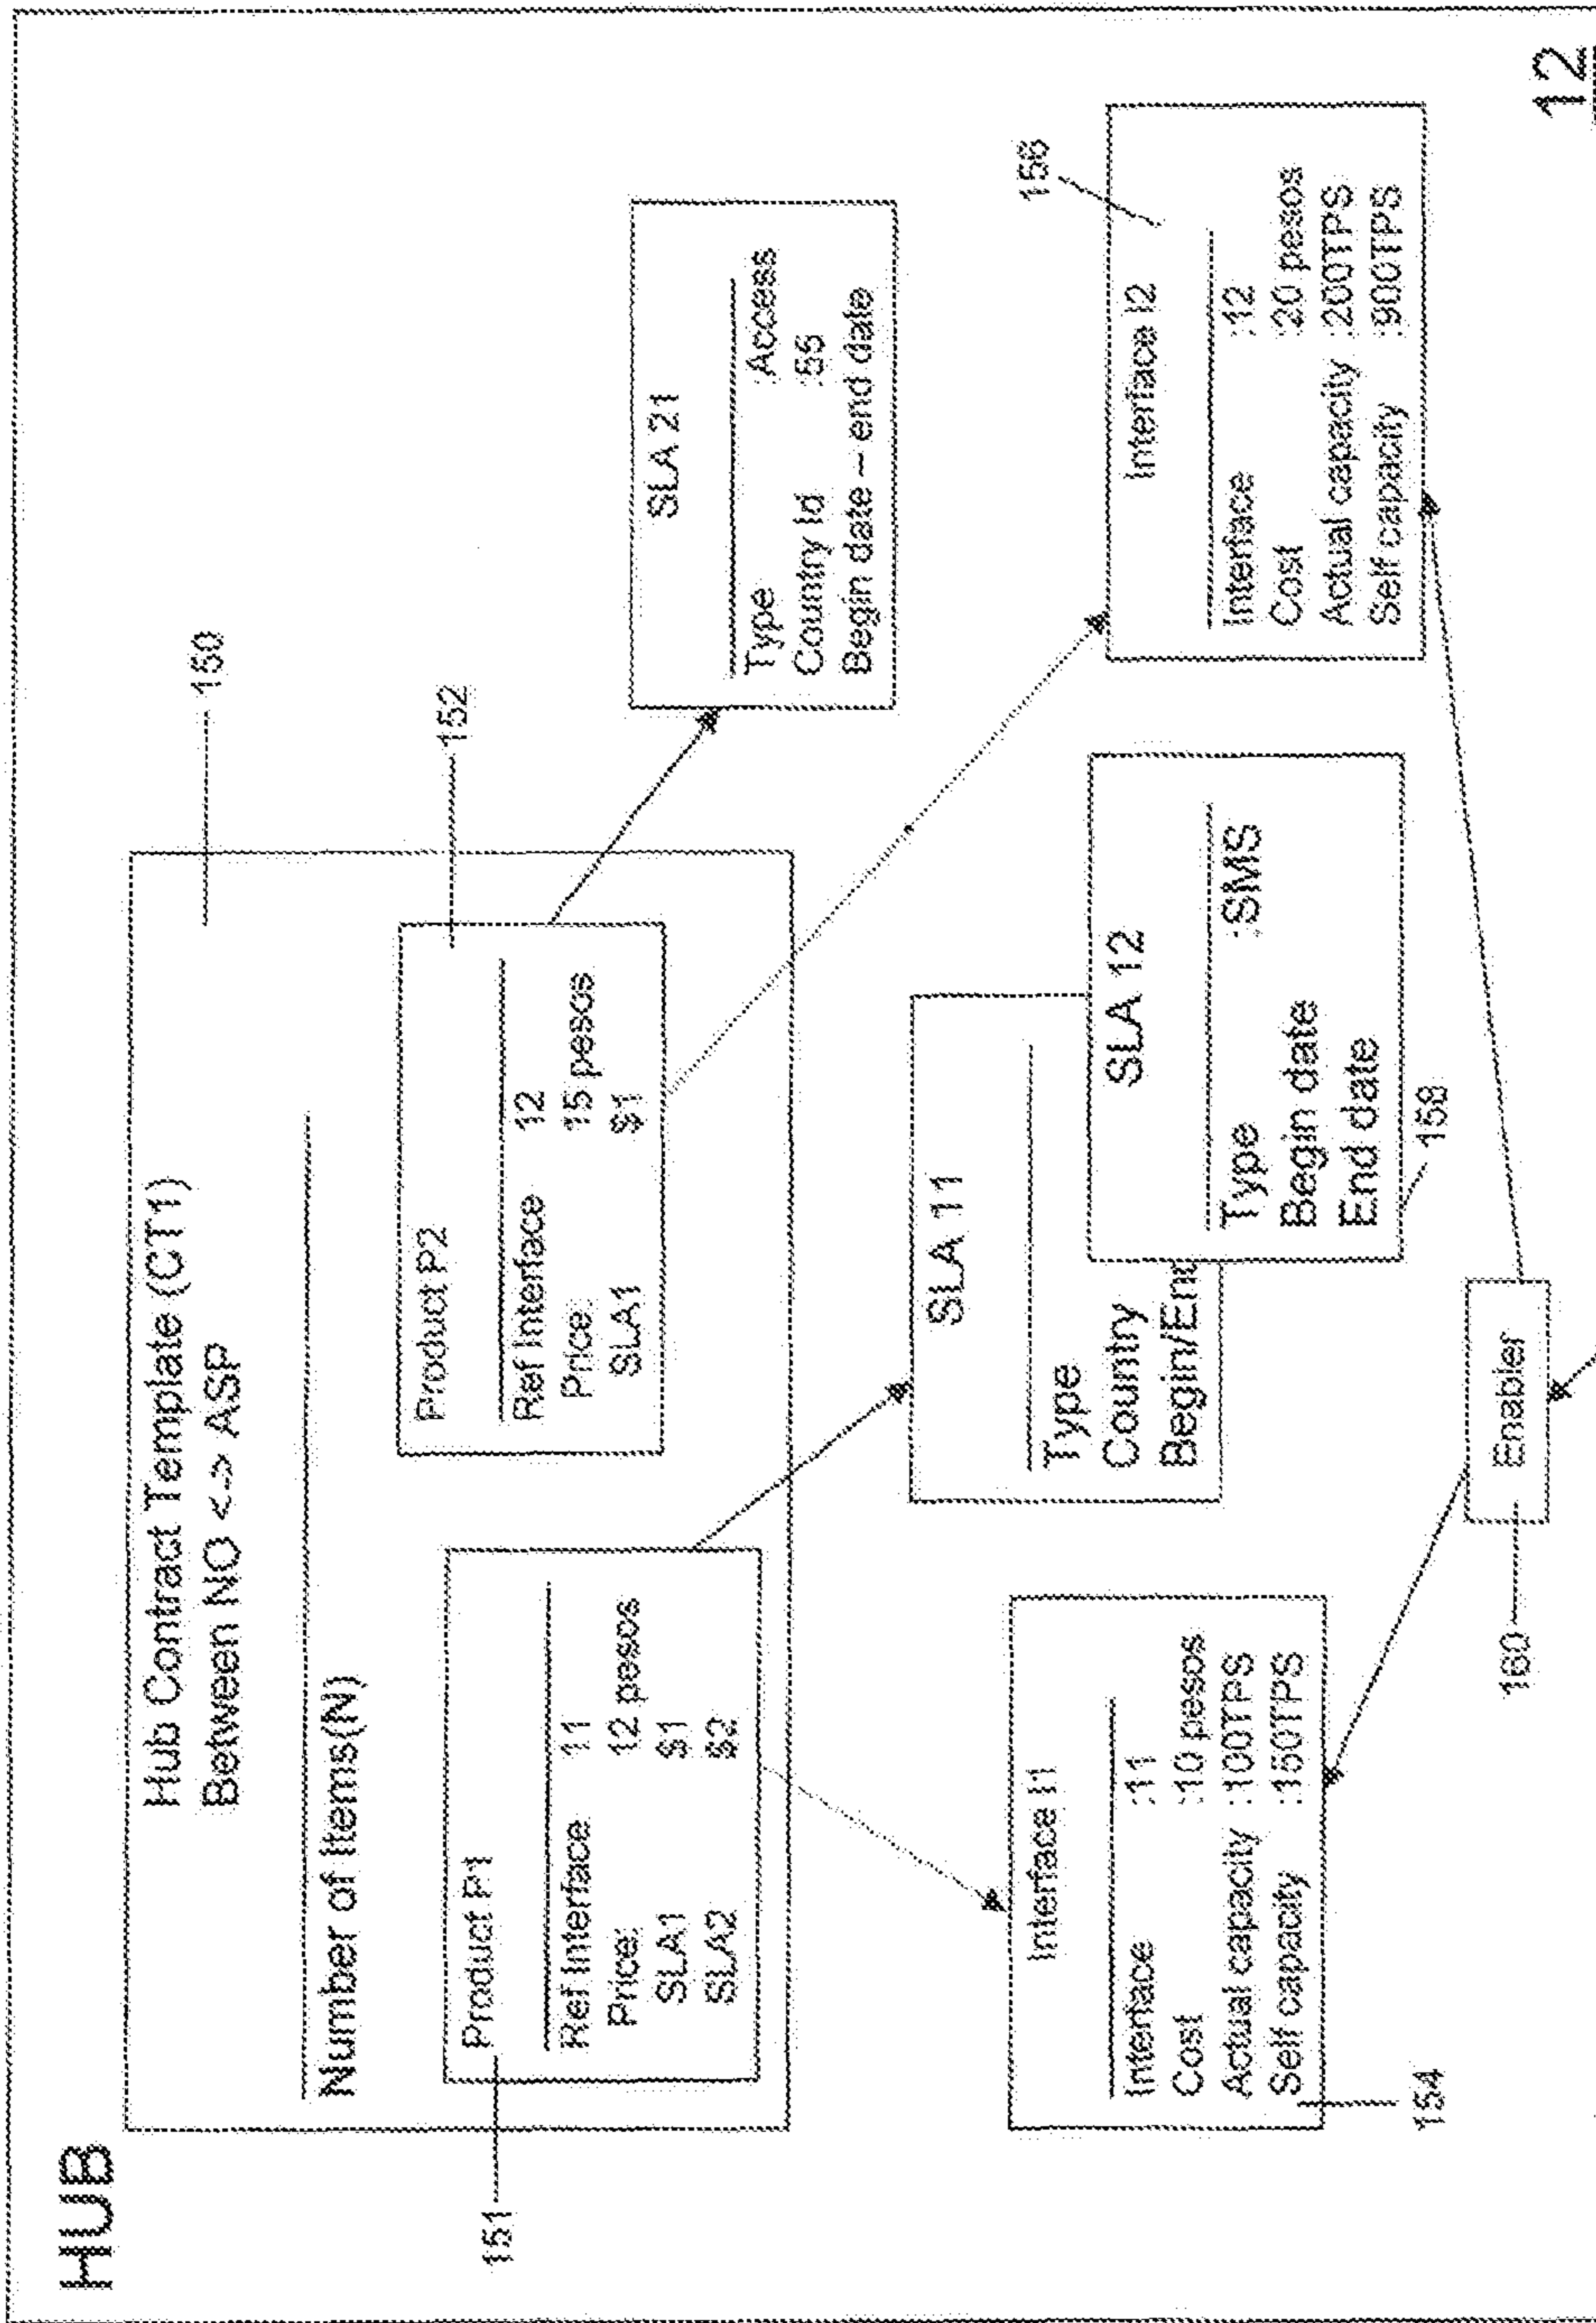 HUB
Hub Contract Template (CT1)
Between NO <-> ASP
150
Number of Items(N)
Product P1
Ref Interface 11
Price: 12 pesos
SLA1 $1
SLA2 $2
151
Product P2
Ref Interface 12
Price: 15 pesos
SLA1 $1
152
SLA 21
Type :Access
Country Id :55
Begin date – end date
SLA 11
Type
Country
Begin/End
SLA 12
Type :SMS
Begin date
End date
158
Interface I1
Interface :11
Cost :10 pesos
Actual capacity :100TPS
Self capacity :150TPS
154
Interface I2
Interface :12
Cost :20 pesos
Actual capacity :200TPS
Self capacity :900TPS
156
Enabler
160
12